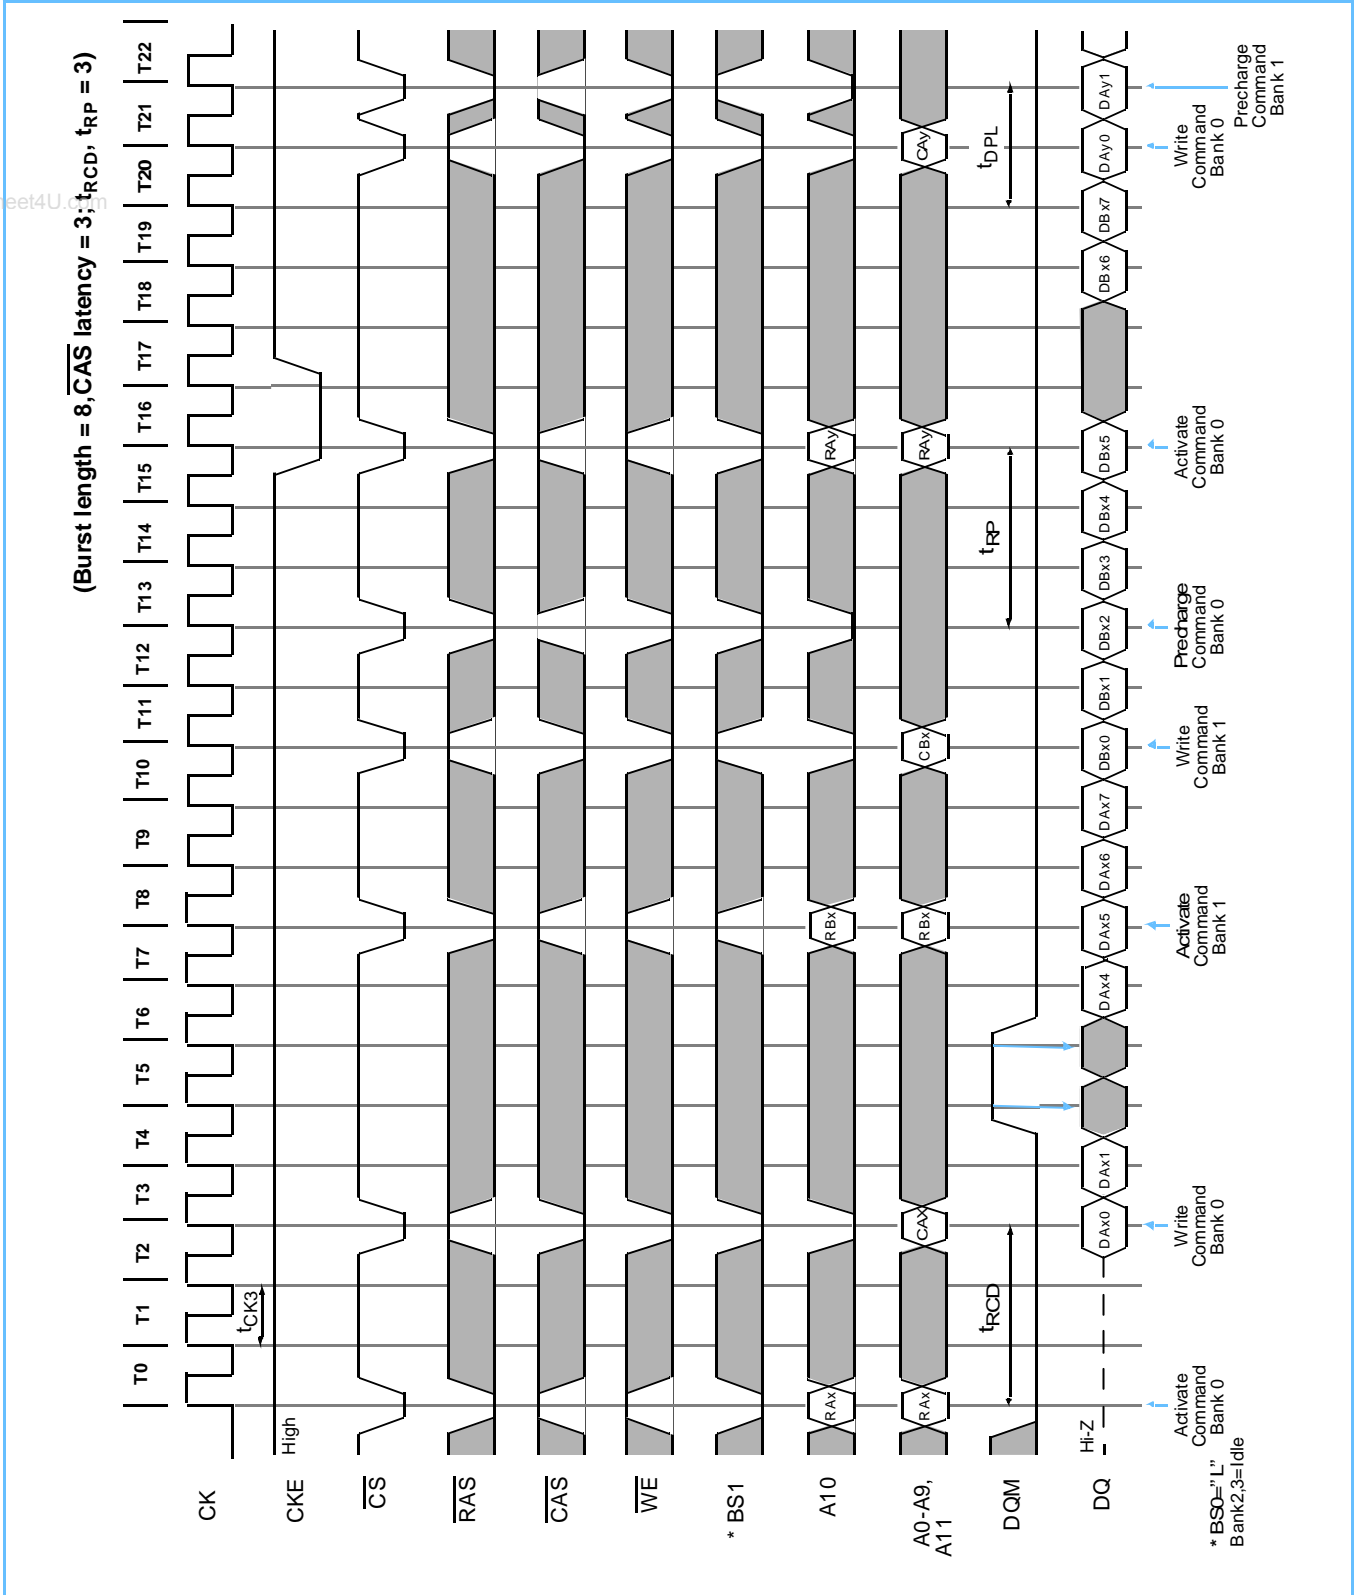 (Burst length = 8, CAS latency = 3; tRCD, tRP = 3)
T0 T1 T2 T3 T4 T5 T6 T7 T8 T9 T10 T11 T12 T13 T14 T15 T16 T17 T18 T19 T20 T21 T22
CK
tCK3
CKE
High
CS
RAS
CAS
WE
* BS1
A10
RAx RBx RAy
A0-A9,
A11
RAx CAX RBx CBx RAy CAy
DQM
tRCD tRP tDPL
DQ
Hi-Z
DAx0 DAx1 DAx4 DAx5 DAx6 DAx7 DBx0 DBx1 DBx2 DBx3 DBx4 DBx5 DBx6 DBx7 DAy0 DAy1
Activate
Command
Bank 0
Write
Command
Bank 0
Activate
Command
Bank 1
Write
Command
Bank 1
Precharge
Command
Bank 0
Activate
Command
Bank 0
Write
Command
Bank 0
Precharge
Command
Bank 1
* BS0="L"
Bank2,3=Idle
eet4U.com